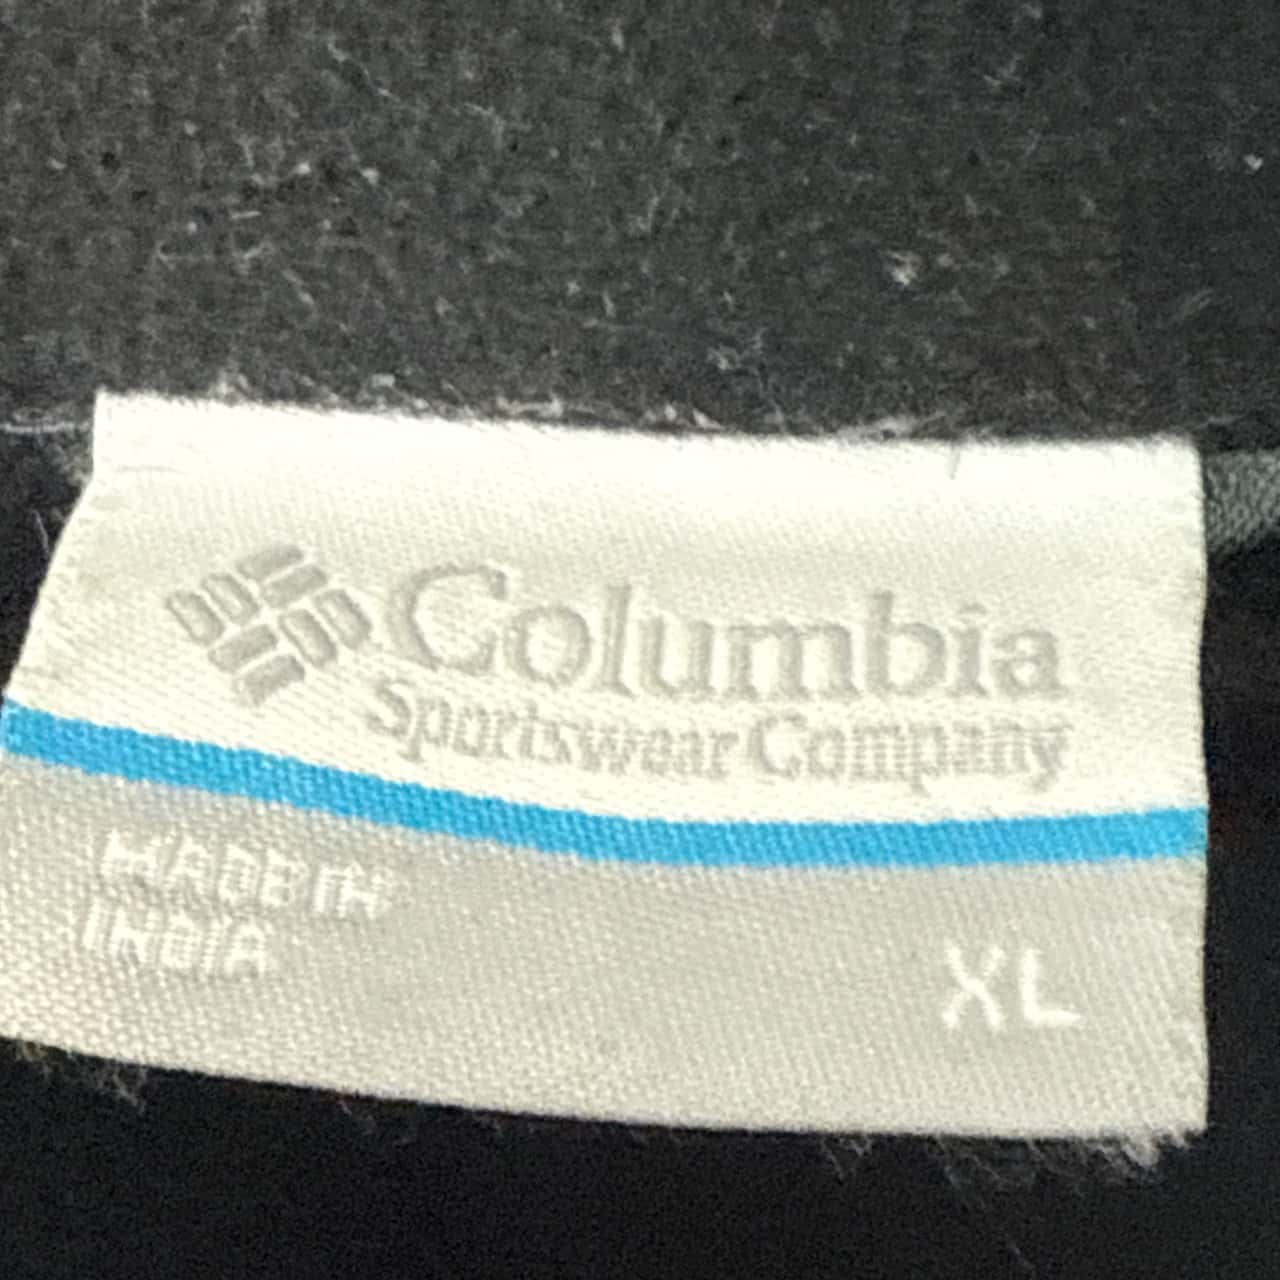 Columbia
Sportswear Company
MADE IN
INDIA
XL